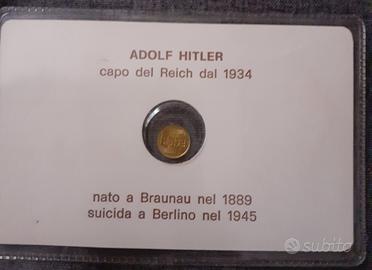 ADOLF HITLER
capo del Reich dal 1934
nato a Braunau nel 1889
suicida a Berlino nel 1945
subito